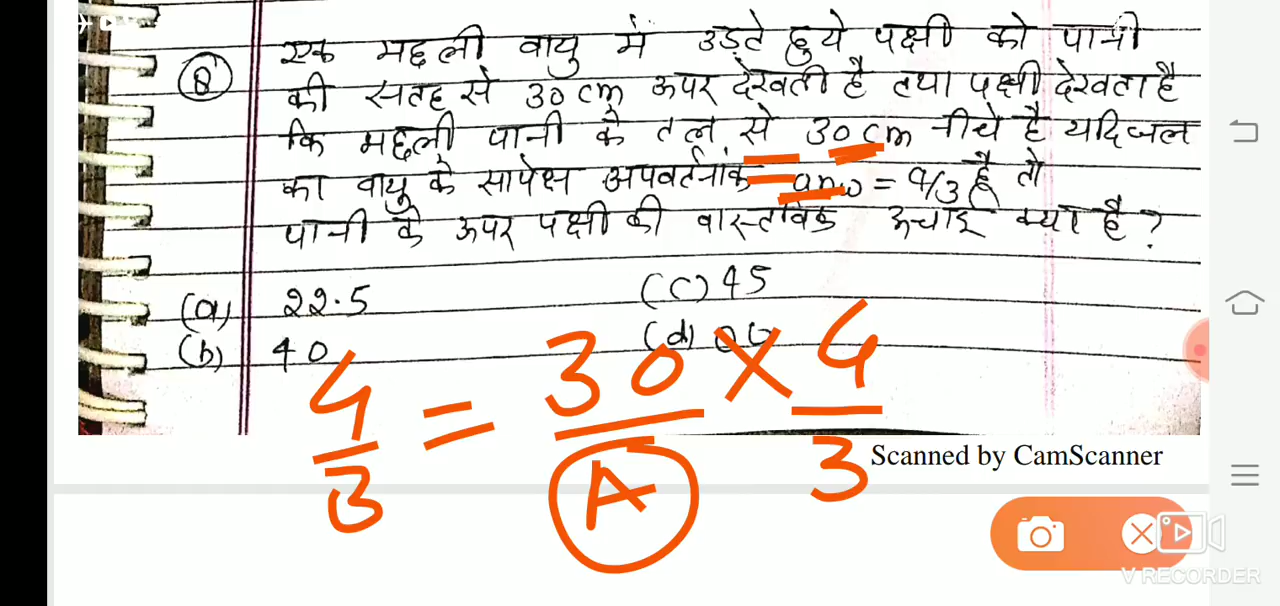 एक मछली वायु में उड़ते हुये पक्षी को पानी
Q की सतह से 30 cm ऊपर देखती है तथा पक्षी देखता है
कि मछली पानी के तल से 30 cm नीचे है यदि जल
का वायु के सापेक्ष अपवर्तनांक anw = 4/3 है तो
पानी के ऊपर पक्षी की वास्तविक ऊचाई क्या है ?
(a) 22.5 (c) 45
(b) 40 (d)
4/3 = 30/A × 4/3
Scanned by CamScanner
V RECORDER